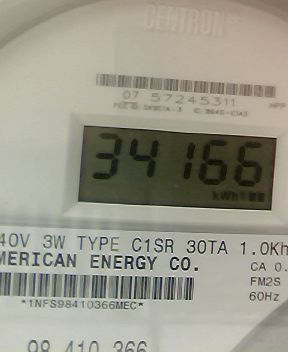 CENTRON®
07 57245311
34166
kWh
40V 3W TYPE C1SR 30TA 1.0Kh
MERICAN ENERGY CO.
CA 0.
FM2S
60Hz
*1NFS98410366MEC*
98 410 366